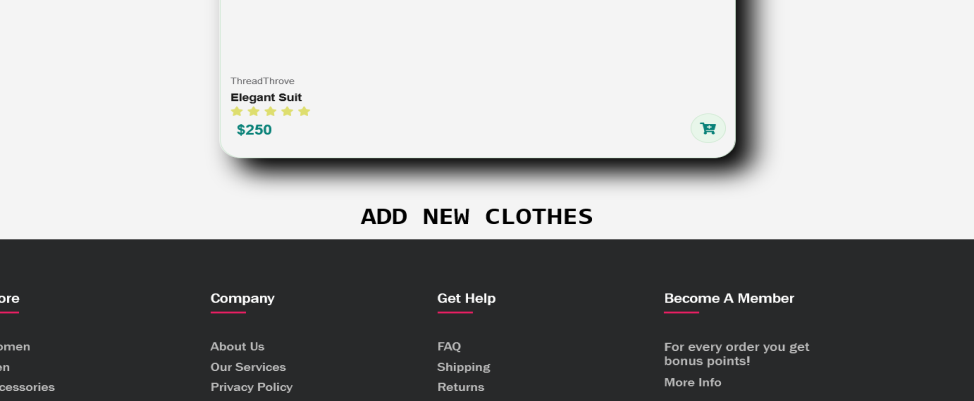 ThreadThrove
Elegant Suit
$250
ADD NEW CLOTHES
ore
Company
Get Help
Become A Member
omen
About Us
FAQ
For every order you get
bonus points!
en
Our Services
Shipping
More Info
cessories
Privacy Policy
Returns